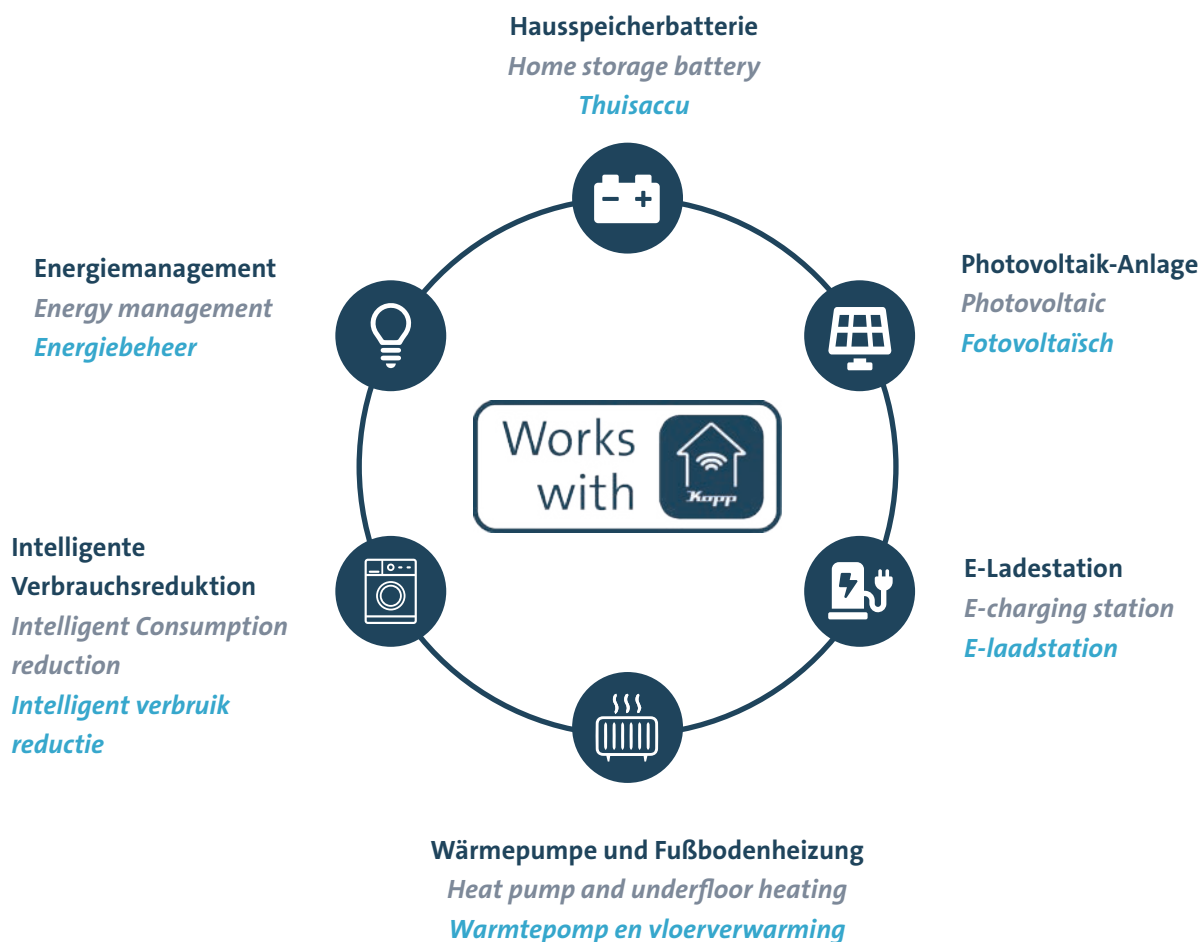 Hausspeicherbatterie
Home storage battery
Thuisaccu
Energiemanagement
Energy management
Energiebeheer
Photovoltaik-Anlage
Photovoltaic
Fotovoltaïsch
Works
with
Kopp
Intelligente
Verbrauchsreduktion
Intelligent Consumption
reduction
Intelligent verbruik
reductie
E-Ladestation
E-charging station
E-laadstation
Wärmepumpe und Fußbodenheizung
Heat pump and underfloor heating
Warmtepomp en vloerverwarming